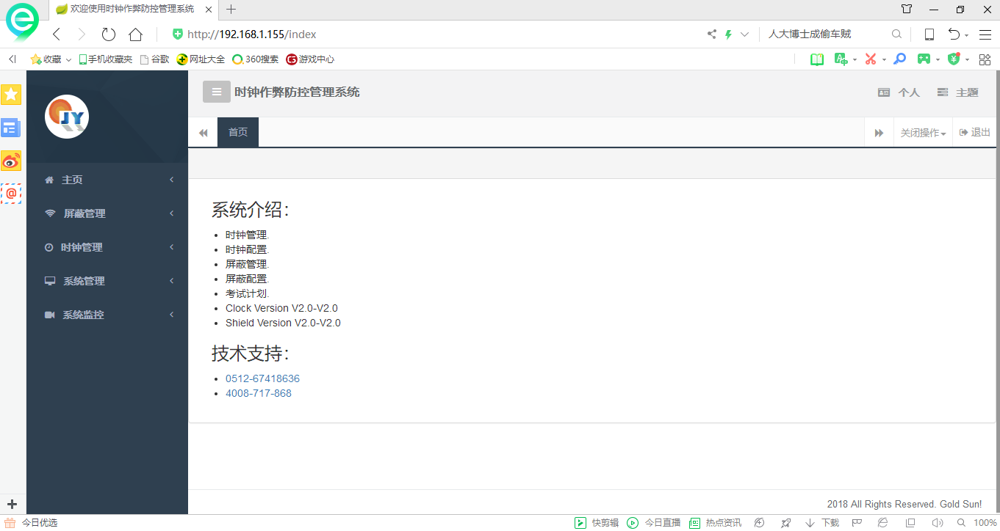 欢迎使用时钟作弊防控管理系统
http://192.168.1.155/index
人大博士成偷车贼
收藏 手机收藏夹 谷歌 网址大全 360搜索 游戏中心
JY
时钟作弊防控管理系统
个人 主题
首页
关闭操作 退出
主页
屏蔽管理
时钟管理
系统管理
系统监控
系统介绍：
时钟管理.
时钟配置.
屏蔽管理.
屏蔽配置.
考试计划.
Clock Version V2.0-V2.0
Shield Version V2.0-V2.0
技术支持：
0512-67418636
4008-717-868
2018 All Rights Reserved. Gold Sun!
今日优选
快剪辑 今日直播 热点资讯 下载 100%